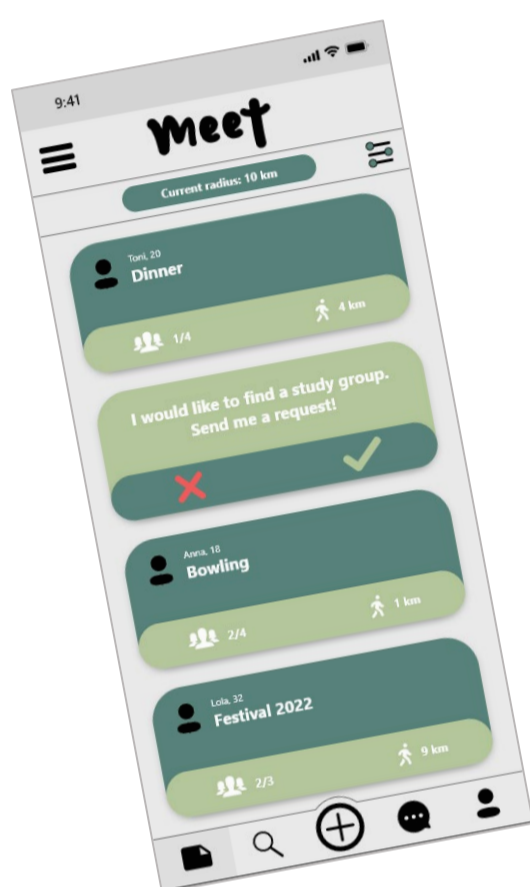 9:41
meet
Current radius: 10 km
Toni, 20
Dinner
1/4
4 km
I would like to find a study group.
Send me a request!
Anna, 18
Bowling
2/4
1 km
Lola, 32
Festival 2022
2/3
9 km